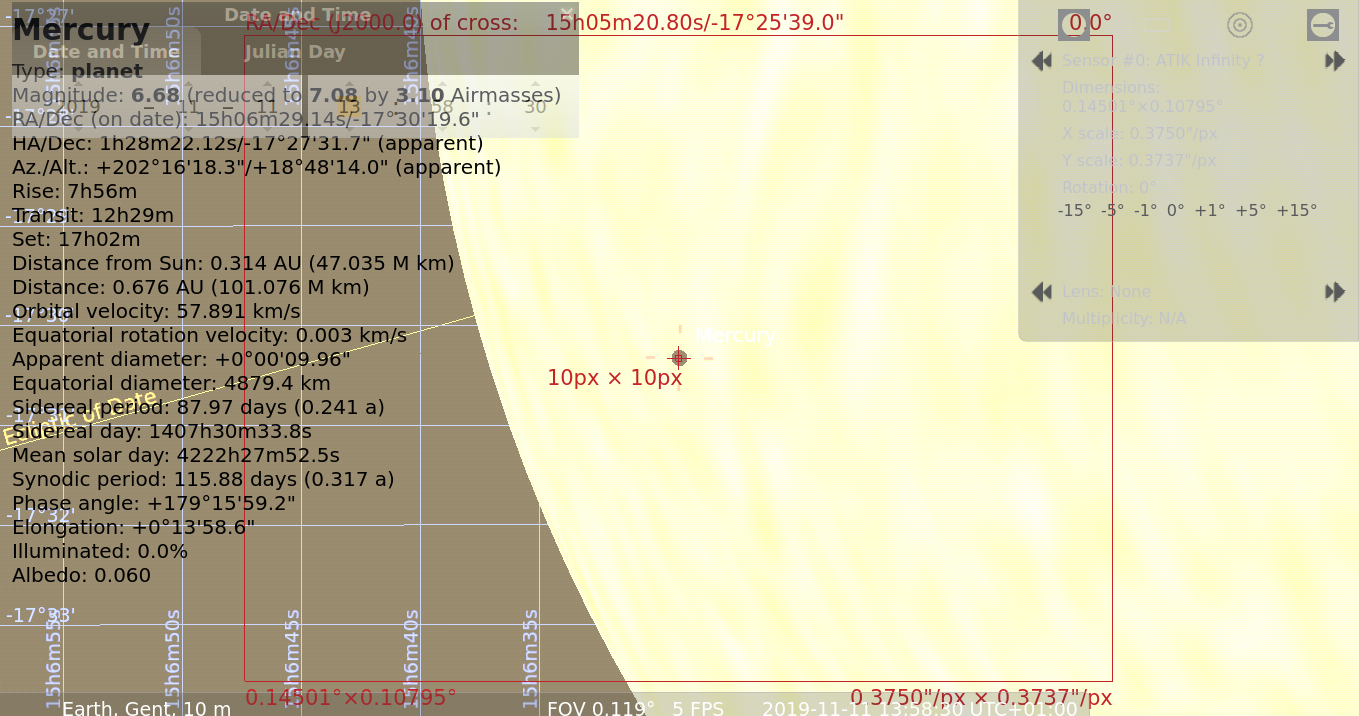 Mercury
Date and Time
Date and Time
Julian Day
2019 – 11 – 11 13 : 58 : 30
Type: planet
Magnitude: 6.68 (reduced to 7.08 by 3.10 Airmasses)
RA/Dec (on date): 15h06m29.14s/-17°30'19.6"
HA/Dec: 1h28m22.12s/-17°27'31.7" (apparent)
Az./Alt.: +202°16'18.3"/+18°48'14.0" (apparent)
Rise: 7h56m
Transit: 12h29m
Set: 17h02m
Distance from Sun: 0.314 AU (47.035 M km)
Distance: 0.676 AU (101.076 M km)
Orbital velocity: 57.891 km/s
Equatorial rotation velocity: 0.003 km/s
Apparent diameter: +0°00'09.96"
Equatorial diameter: 4879.4 km
Sidereal period: 87.97 days (0.241 a)
Sidereal day: 1407h30m33.8s
Mean solar day: 4222h27m52.5s
Synodic period: 115.88 days (0.317 a)
Phase angle: +179°15'59.2"
Elongation: +0°13'58.6"
Illuminated: 0.0%
Albedo: 0.060
RA/Dec (J2000.0) of cross: 15h05m20.80s/-17°25'39.0"
0.0°
Sensor #0: ATIK Infinity ?
Dimensions:
0.14501°×0.10795°
X scale: 0.3750"/px
Y scale: 0.3737"/px
Rotation: 0°
-15° -5° -1° 0° +1° +5° +15°
Lens: None
Multiplicity: N/A
Mercury
10px × 10px
Ecliptic of Date
-17°27'
-17°32'
-17°33'
15h6m50s
15h6m55s
15h6m50s
15h6m45s
15h6m40s
15h6m35s
0.14501°×0.10795°
0.3750"/px × 0.3737"/px
Earth, Gent, 10 m
FOV 0.119°
5 FPS
2019-11-11 13:58:30 UTC+01:00